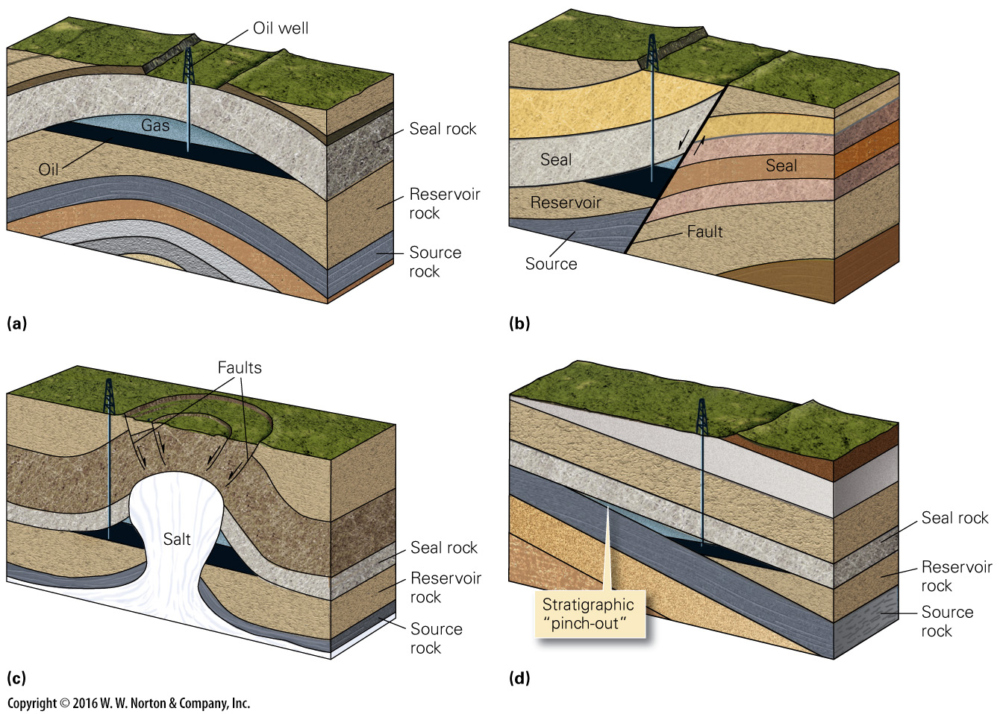 Oil well
Gas
Oil
Seal rock
Reservoir
rock
Source
rock
(a)
Seal
Reservoir
Source
Seal
Fault
(b)
Faults
Salt
Seal rock
Reservoir
rock
Source
rock
(c)
Stratigraphic
“pinch-out”
Seal rock
Reservoir
rock
Source
rock
(d)
Copyright © 2016 W. W. Norton & Company, Inc.